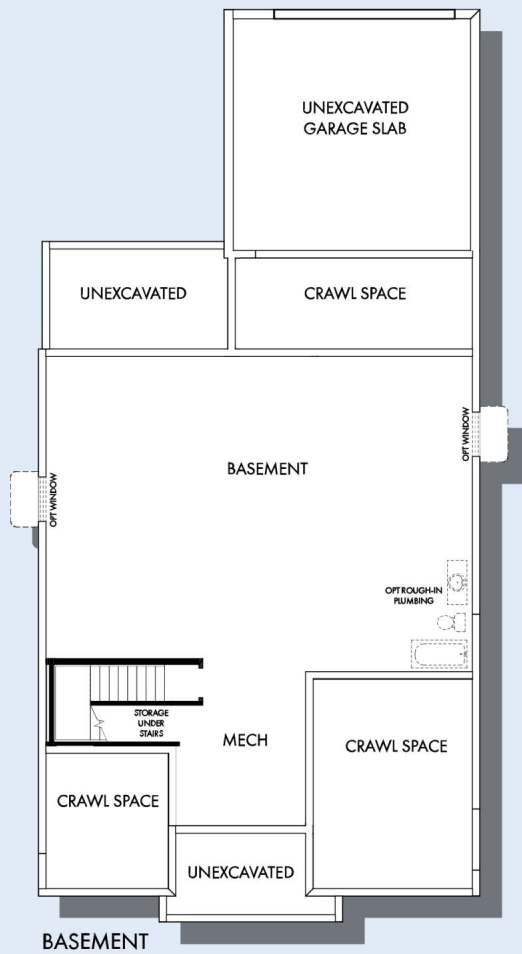 UNEXCAVATED
GARAGE SLAB
UNEXCAVATED
CRAWL SPACE
OPT WINDOW
BASEMENT
OPT WINDOW
OPT ROUGH-IN
PLUMBING
STORAGE
UNDER
STAIRS
MECH
CRAWL SPACE
CRAWL SPACE
UNEXCAVATED
BASEMENT